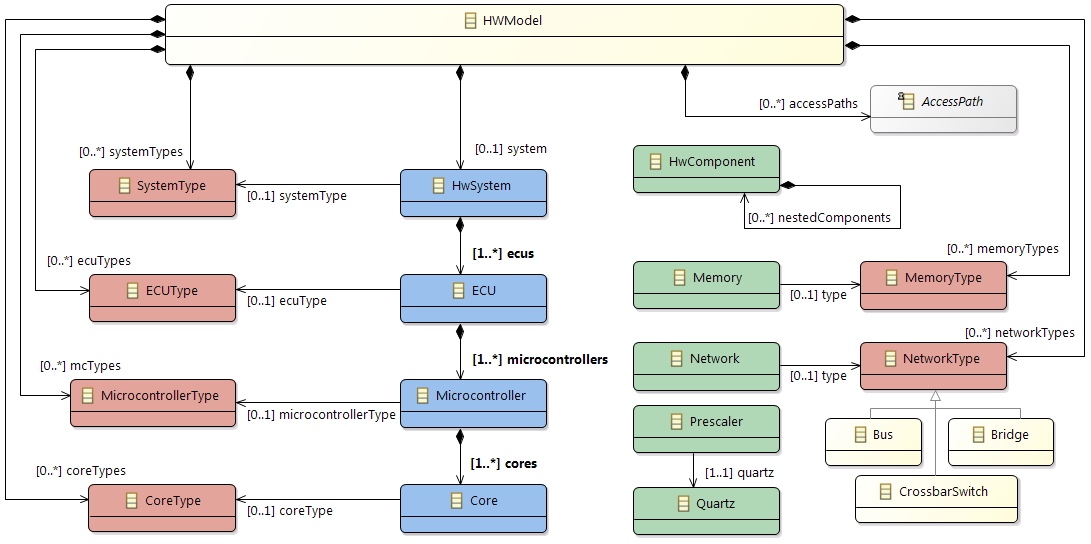 HWModel
[0..*] accessPaths
AccessPath
[0..*] systemTypes
[0..1] system
SystemType
[0..1] systemType
HwSystem
HwComponent
[0..*] nestedComponents
[1..*] ecus
[0..*] memoryTypes
[0..*] ecuTypes
ECUType
[0..1] ecuType
ECU
Memory
[0..1] type
MemoryType
[0..*] networkTypes
[1..*] microcontrollers
Network
[0..1] type
NetworkType
[0..*] mcTypes
MicrocontrollerType
[0..1] microcontrollerType
Microcontroller
Prescaler
Bus
Bridge
[1..*] cores
[0..*] coreTypes
[1..1] quartz
CoreType
[0..1] coreType
Core
Quartz
CrossbarSwitch